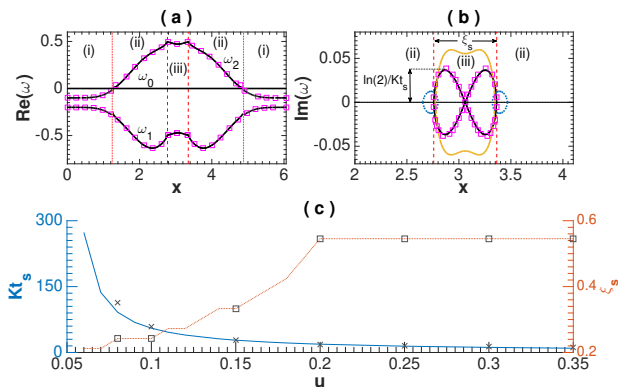 ( a )
0.5
0
-0.5
Re(ω)
(i)
(ii)
(iii)
(ii)
(i)
ω₀
ω₁
ω₂
0
1
2
3
4
5
6
x
( b )
ξₛ
0.05
0
-0.05
Im(ω)
(ii)
(iii)
(ii)
ln(2)/Ktₛ
2
2.5
3
3.5
4
x
( c )
300
150
0
Ktₛ
0.6
0.4
0.2
ξₛ
0.05
0.1
0.15
0.2
0.25
0.3
0.35
u